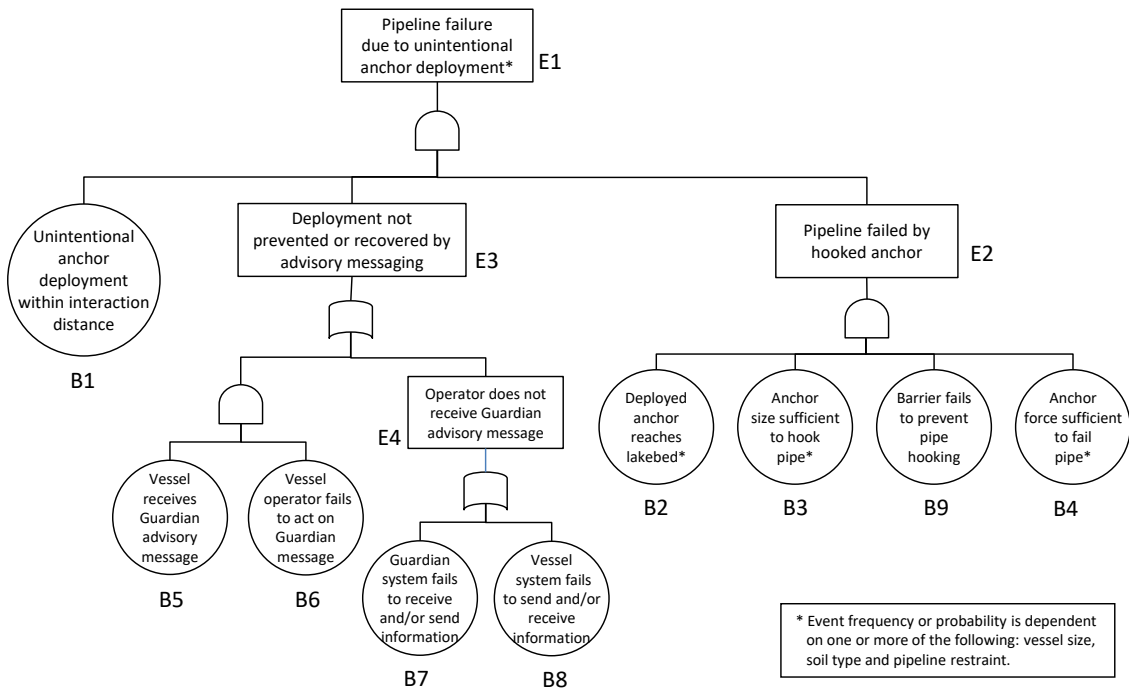 Pipeline failure
due to unintentional
anchor deployment*
E1
Unintentional
anchor
deployment
within interaction
distance
B1
Deployment not
prevented or recovered by
advisory messaging
E3
Pipeline failed by
hooked anchor
E2
Operator does not
receive Guardian
advisory message
E4
Deployed
anchor
reaches
lakebed*
B2
Anchor
size sufficient
to hook
pipe*
B3
Barrier fails
to prevent
pipe
hooking
B9
Anchor
force sufficient
to fail
pipe*
B4
Vessel
receives
Guardian
advisory
message
B5
Vessel
operator fails
to act on
Guardian
message
B6
Guardian
system fails
to receive
and/or send
information
B7
Vessel
system fails
to send and/or
receive
information
B8
* Event frequency or probability is dependent
on one or more of the following: vessel size,
soil type and pipeline restraint.